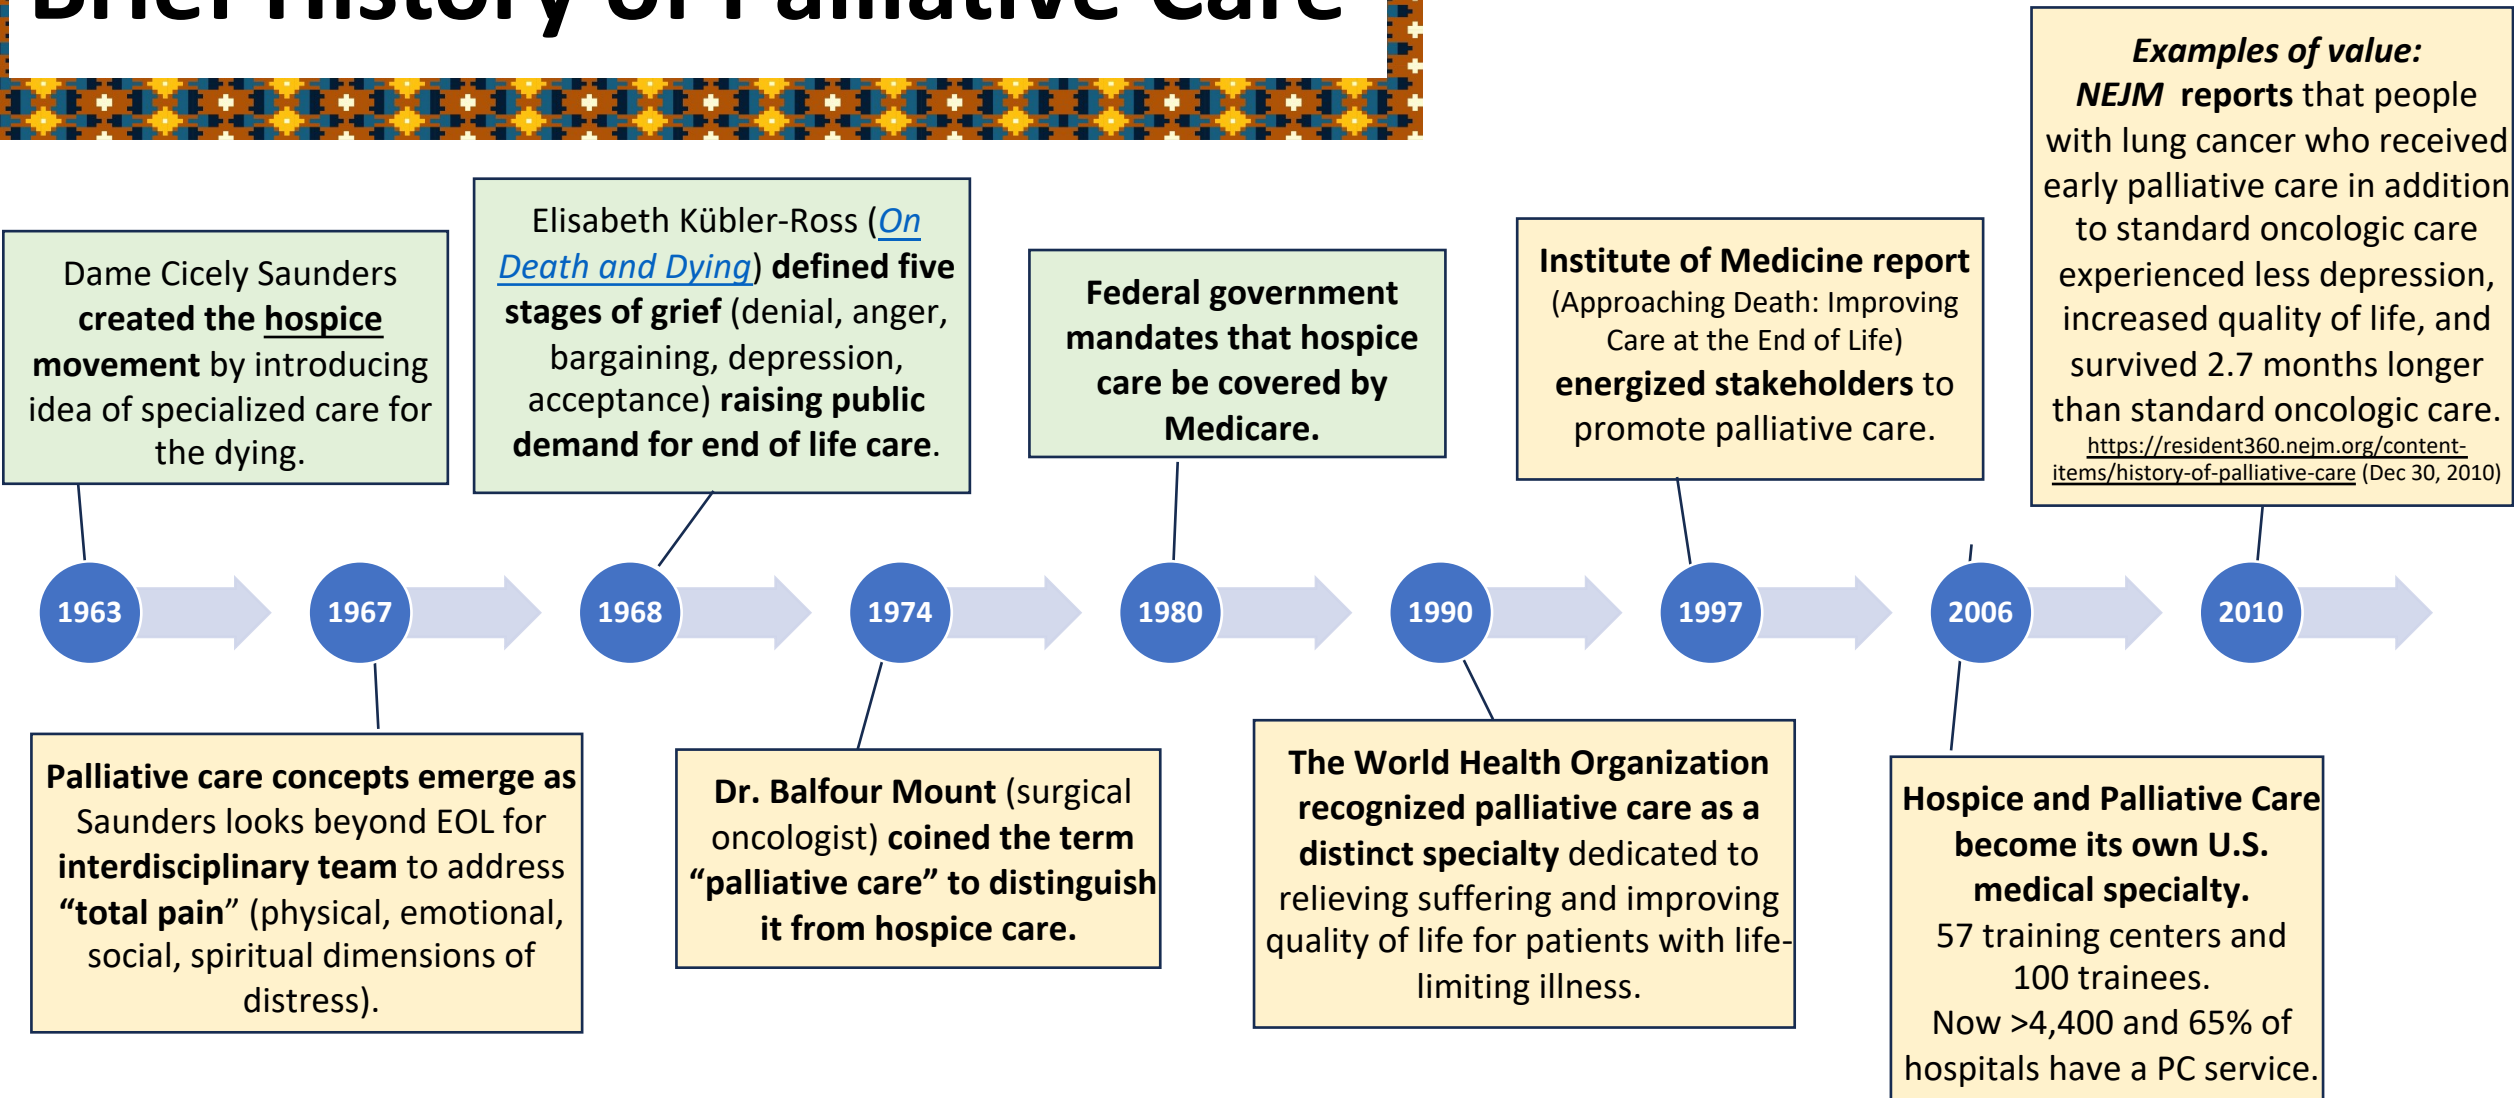 Brief History of Palliative Care
Dame Cicely Saunders
created the hospice
movement by introducing
idea of specialized care for
the dying.
Elisabeth Kübler-Ross (On
Death and Dying) defined five
stages of grief (denial, anger,
bargaining, depression,
acceptance) raising public
demand for end of life care.
Federal government
mandates that hospice
care be covered by
Medicare.
Institute of Medicine report
(Approaching Death: Improving
Care at the End of Life)
energized stakeholders to
promote palliative care.
Examples of value:
NEJM reports that people
with lung cancer who received
early palliative care in addition
to standard oncologic care
experienced less depression,
increased quality of life, and
survived 2.7 months longer
than standard oncologic care.
https://resident360.nejm.org/content-
items/history-of-palliative-care (Dec 30, 2010)
1963
1967
1968
1974
1980
1990
1997
2006
2010
Palliative care concepts emerge as
Saunders looks beyond EOL for
interdisciplinary team to address
“total pain” (physical, emotional,
social, spiritual dimensions of
distress).
Dr. Balfour Mount (surgical
oncologist) coined the term
“palliative care” to distinguish
it from hospice care.
The World Health Organization
recognized palliative care as a
distinct specialty dedicated to
relieving suffering and improving
quality of life for patients with life-
limiting illness.
Hospice and Palliative Care
become its own U.S.
medical specialty.
57 training centers and
100 trainees.
Now >4,400 and 65% of
hospitals have a PC service.